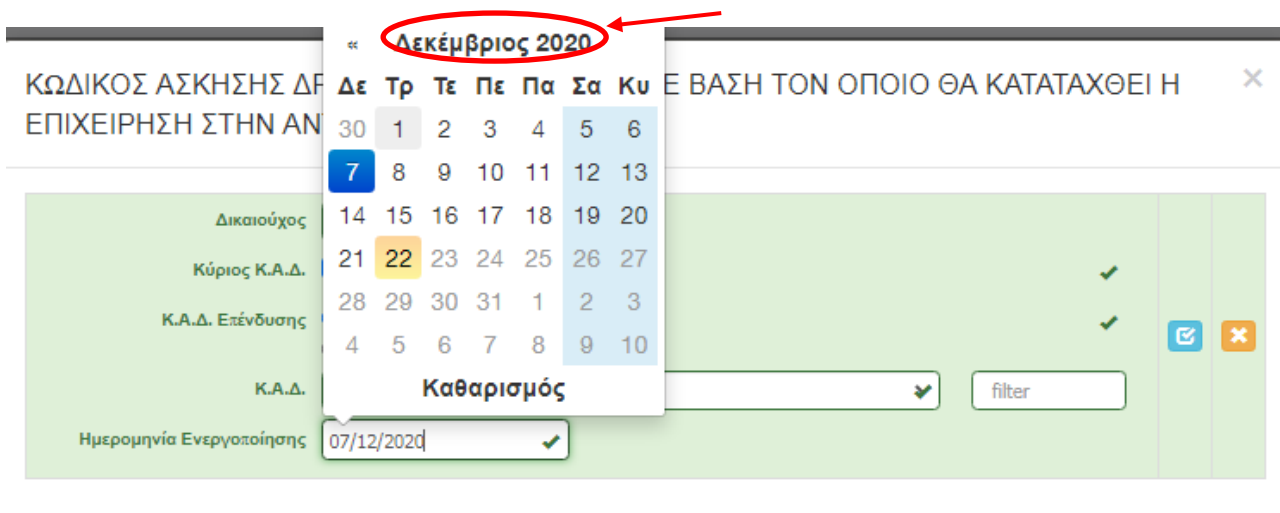 « Δεκέμβριος 2020
ΚΩΔΙΚΟΣ ΑΣΚΗΣΗΣ Ε ΒΑΣΗ ΤΟΝ ΟΠΟΙΟ ΘΑ ΚΑΤΑΤΑΧΘΕΙ Η ×
ΕΠΙΧΕΙΡΗΣΗ ΣΤΗΝ
Δε Τρ Τε Πε Πα Σα Κυ
30 1 2 3 4 5 6
7 8 9 10 11 12 13
14 15 16 17 18 19 20
21 22 23 24 25 26 27
28 29 30 31 1 2 3
4 5 6 7 8 9 10
Καθαρισμός
Δικαιούχος
Κύριος Κ.Α.Δ.
Κ.Α.Δ. Επένδυσης
Κ.Α.Δ. filter
Ημερομηνία Ενεργοποίησης 07/12/2020